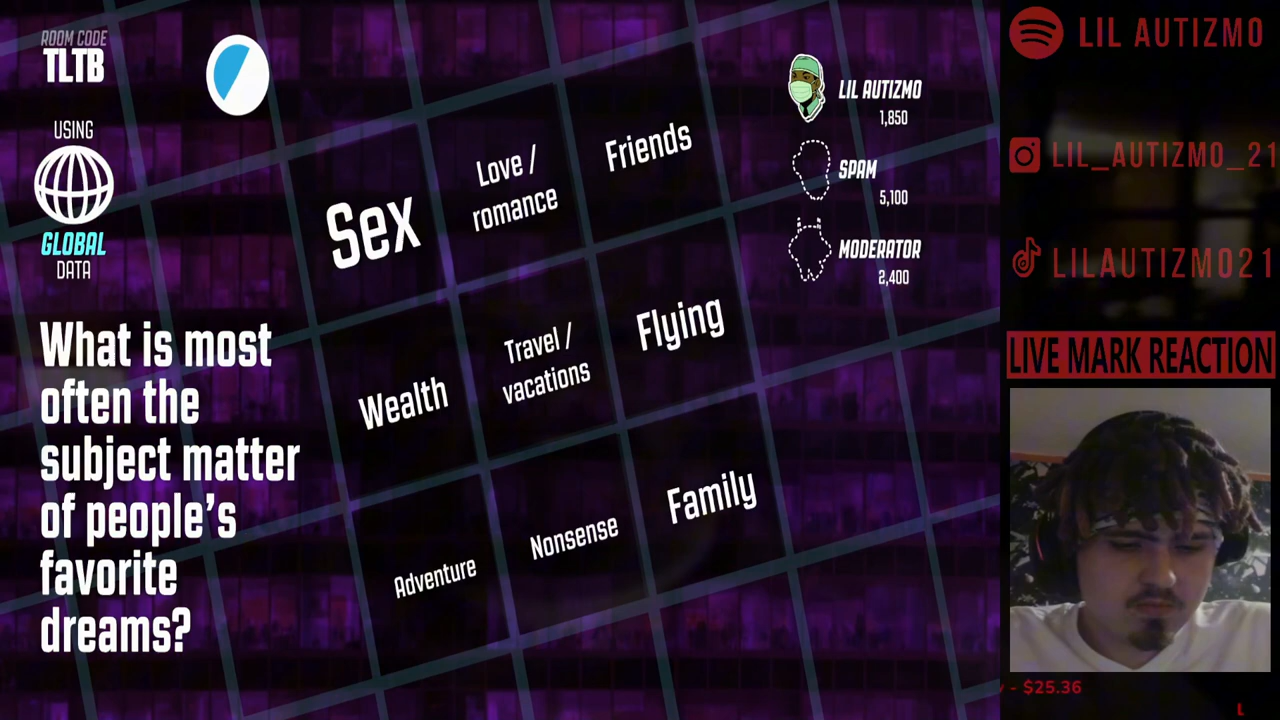 ROOM CODE
TLTB
USING
GLOBAL
DATA
What is most
often the
subject matter
of people's
favorite
dreams?
Sex
Love /
romance
Friends
Wealth
Travel /
vacations
Flying
Adventure
Nonsense
Family
LIL AUTIZMO
1,850
SPAM
5,100
MODERATOR
2,400
LIL AUTIZMO
LIL_AUTIZMO_21
LILAUTIZMO21
LIVE MARK REACTION
- $25.36
L